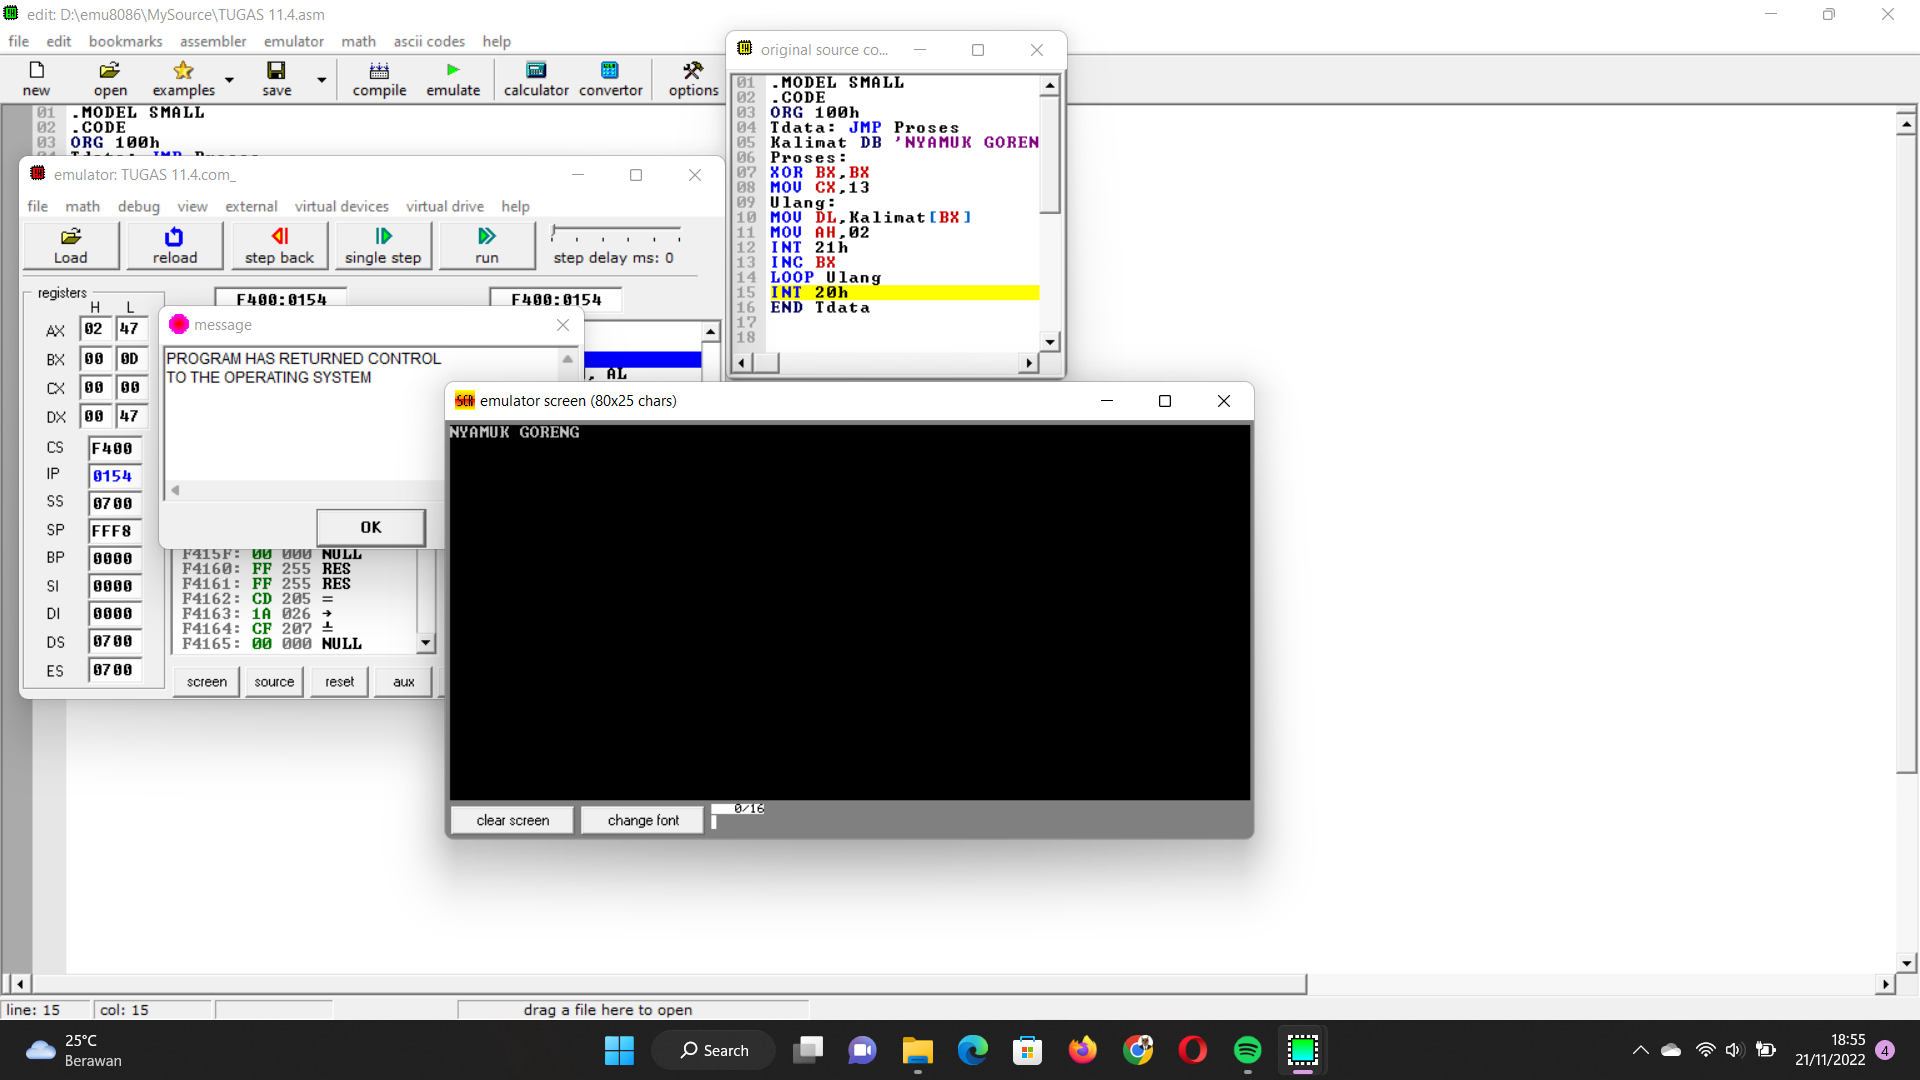 edit: D:\emu8086\MySource\TUGAS 11.4.asm
file edit bookmarks assembler emulator math ascii codes help
new open examples save compile emulate calculator convertor options
01 .MODEL SMALL
02 .CODE
03 ORG 100h
original source co...
01 .MODEL SMALL
02 .CODE
03 ORG 100h
04 Tdata: JMP Proses
05 Kalimat DB 'NYAMUK GOREN
06 Proses:
07 XOR BX,BX
08 MOV CX,13
09 Ulang:
10 MOV DL,Kalimat[BX]
11 MOV AH,02
12 INT 21h
13 INC BX
14 LOOP Ulang
15 INT 20h
16 END Tdata
17
18
emulator: TUGAS 11.4.com_
file math debug view external virtual devices virtual drive help
Load reload step back single step run step delay ms: 0
registers F400:0154 F400:0154
H L
AX 02 47
BX 00 0D
CX 00 00
DX 00 47
CS F400
IP 0154
SS 0700
SP FFF8
BP 0000
SI 0000
DI 0000
DS 0700
ES 0700
, AL
message
PROGRAM HAS RETURNED CONTROL
TO THE OPERATING SYSTEM
OK
F415F: 00 000 NULL
F4160: FF 255 RES
F4161: FF 255 RES
F4162: CD 205 ═
F4163: 1A 026 →
F4164: CF 207 ╧
F4165: 00 000 NULL
screen source reset aux
emulator screen (80x25 chars)
NYAMUK GORENG
clear screen change font 0/16
line: 15 col: 15 drag a file here to open
25°C
Berawan
Search
18:55
21/11/2022
4